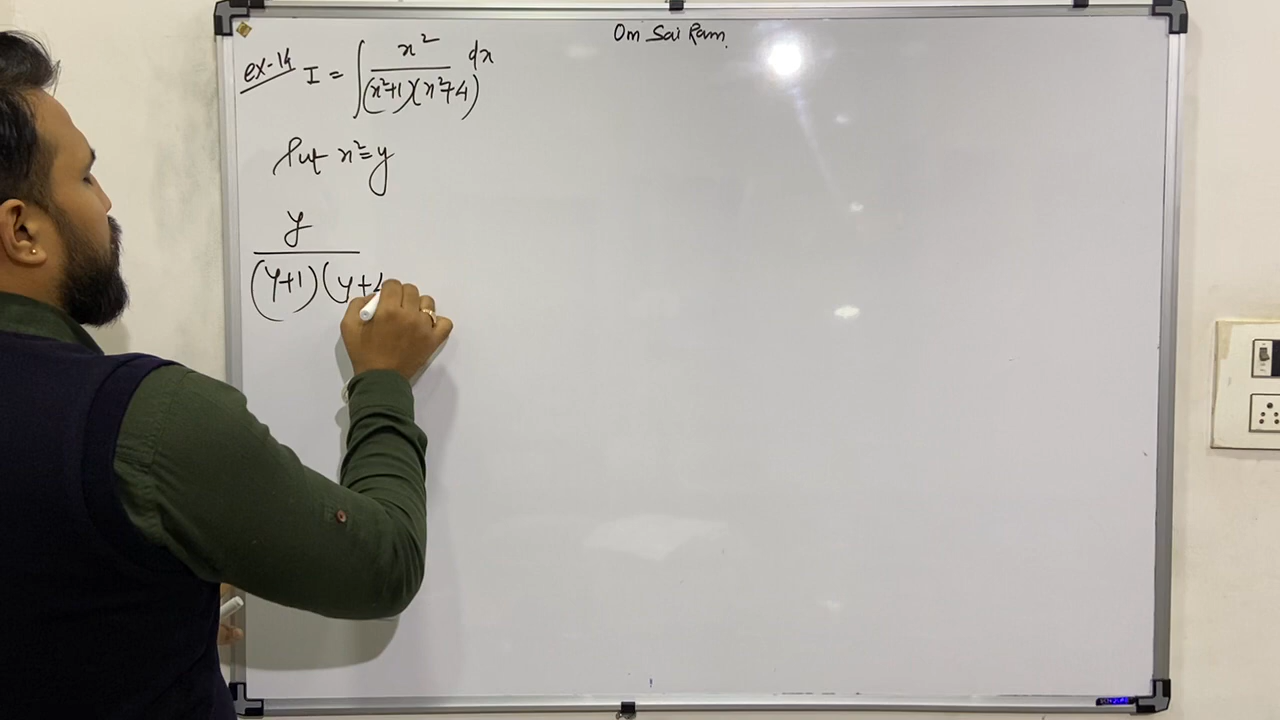 Om Sai Ram.
ex-14 I = ∫ x² / (x²+1)(x²+4) dx
Put x² = y
y / (y+1)(y+4